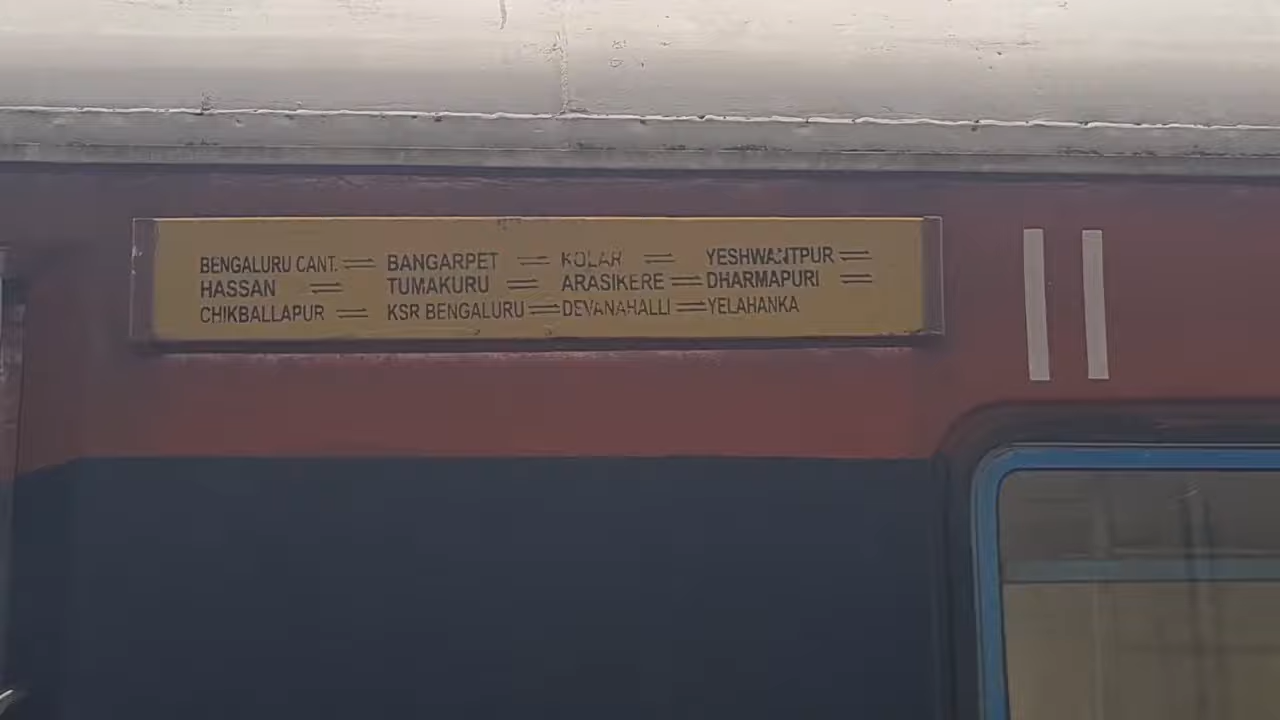 BENGALURU CANT. ⇌ BANGARPET ⇌ KOLAR ⇌ YESHWANTPUR ⇌
HASSAN ⇌ TUMAKURU ⇌ ARASIKERE ⇌ DHARMAPURI ⇌
CHIKBALLAPUR ⇌ KSR BENGALURU ⇌ DEVANAHALLI ⇌ YELAHANKA